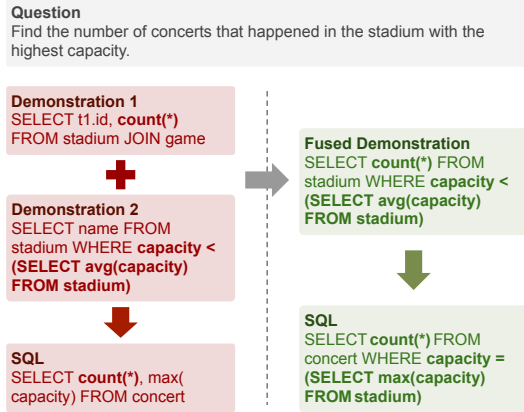 Question
Find the number of concerts that happened in the stadium with the
highest capacity.
Demonstration 1
SELECT t1.id, count(*)
FROM stadium JOIN game
Demonstration 2
SELECT name FROM
stadium WHERE capacity <
(SELECT avg(capacity)
FROM stadium)
SQL
SELECT count(*), max(
capacity) FROM concert
Fused Demonstration
SELECT count(*) FROM
stadium WHERE capacity <
(SELECT avg(capacity)
FROM stadium)
SQL
SELECT count(*) FROM
concert WHERE capacity =
(SELECT max(capacity)
FROM stadium)